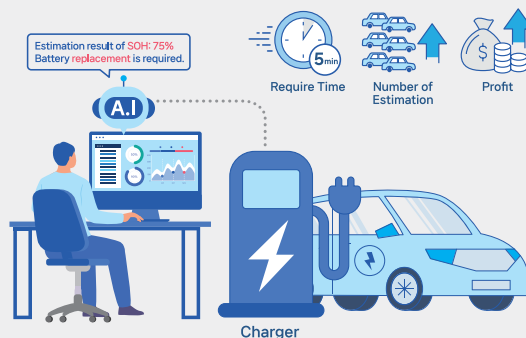 Estimation result of SOH: 75%
Battery replacement is required.
A.I
5min
Require Time
Number of
Estimation
$
Profit
Charger